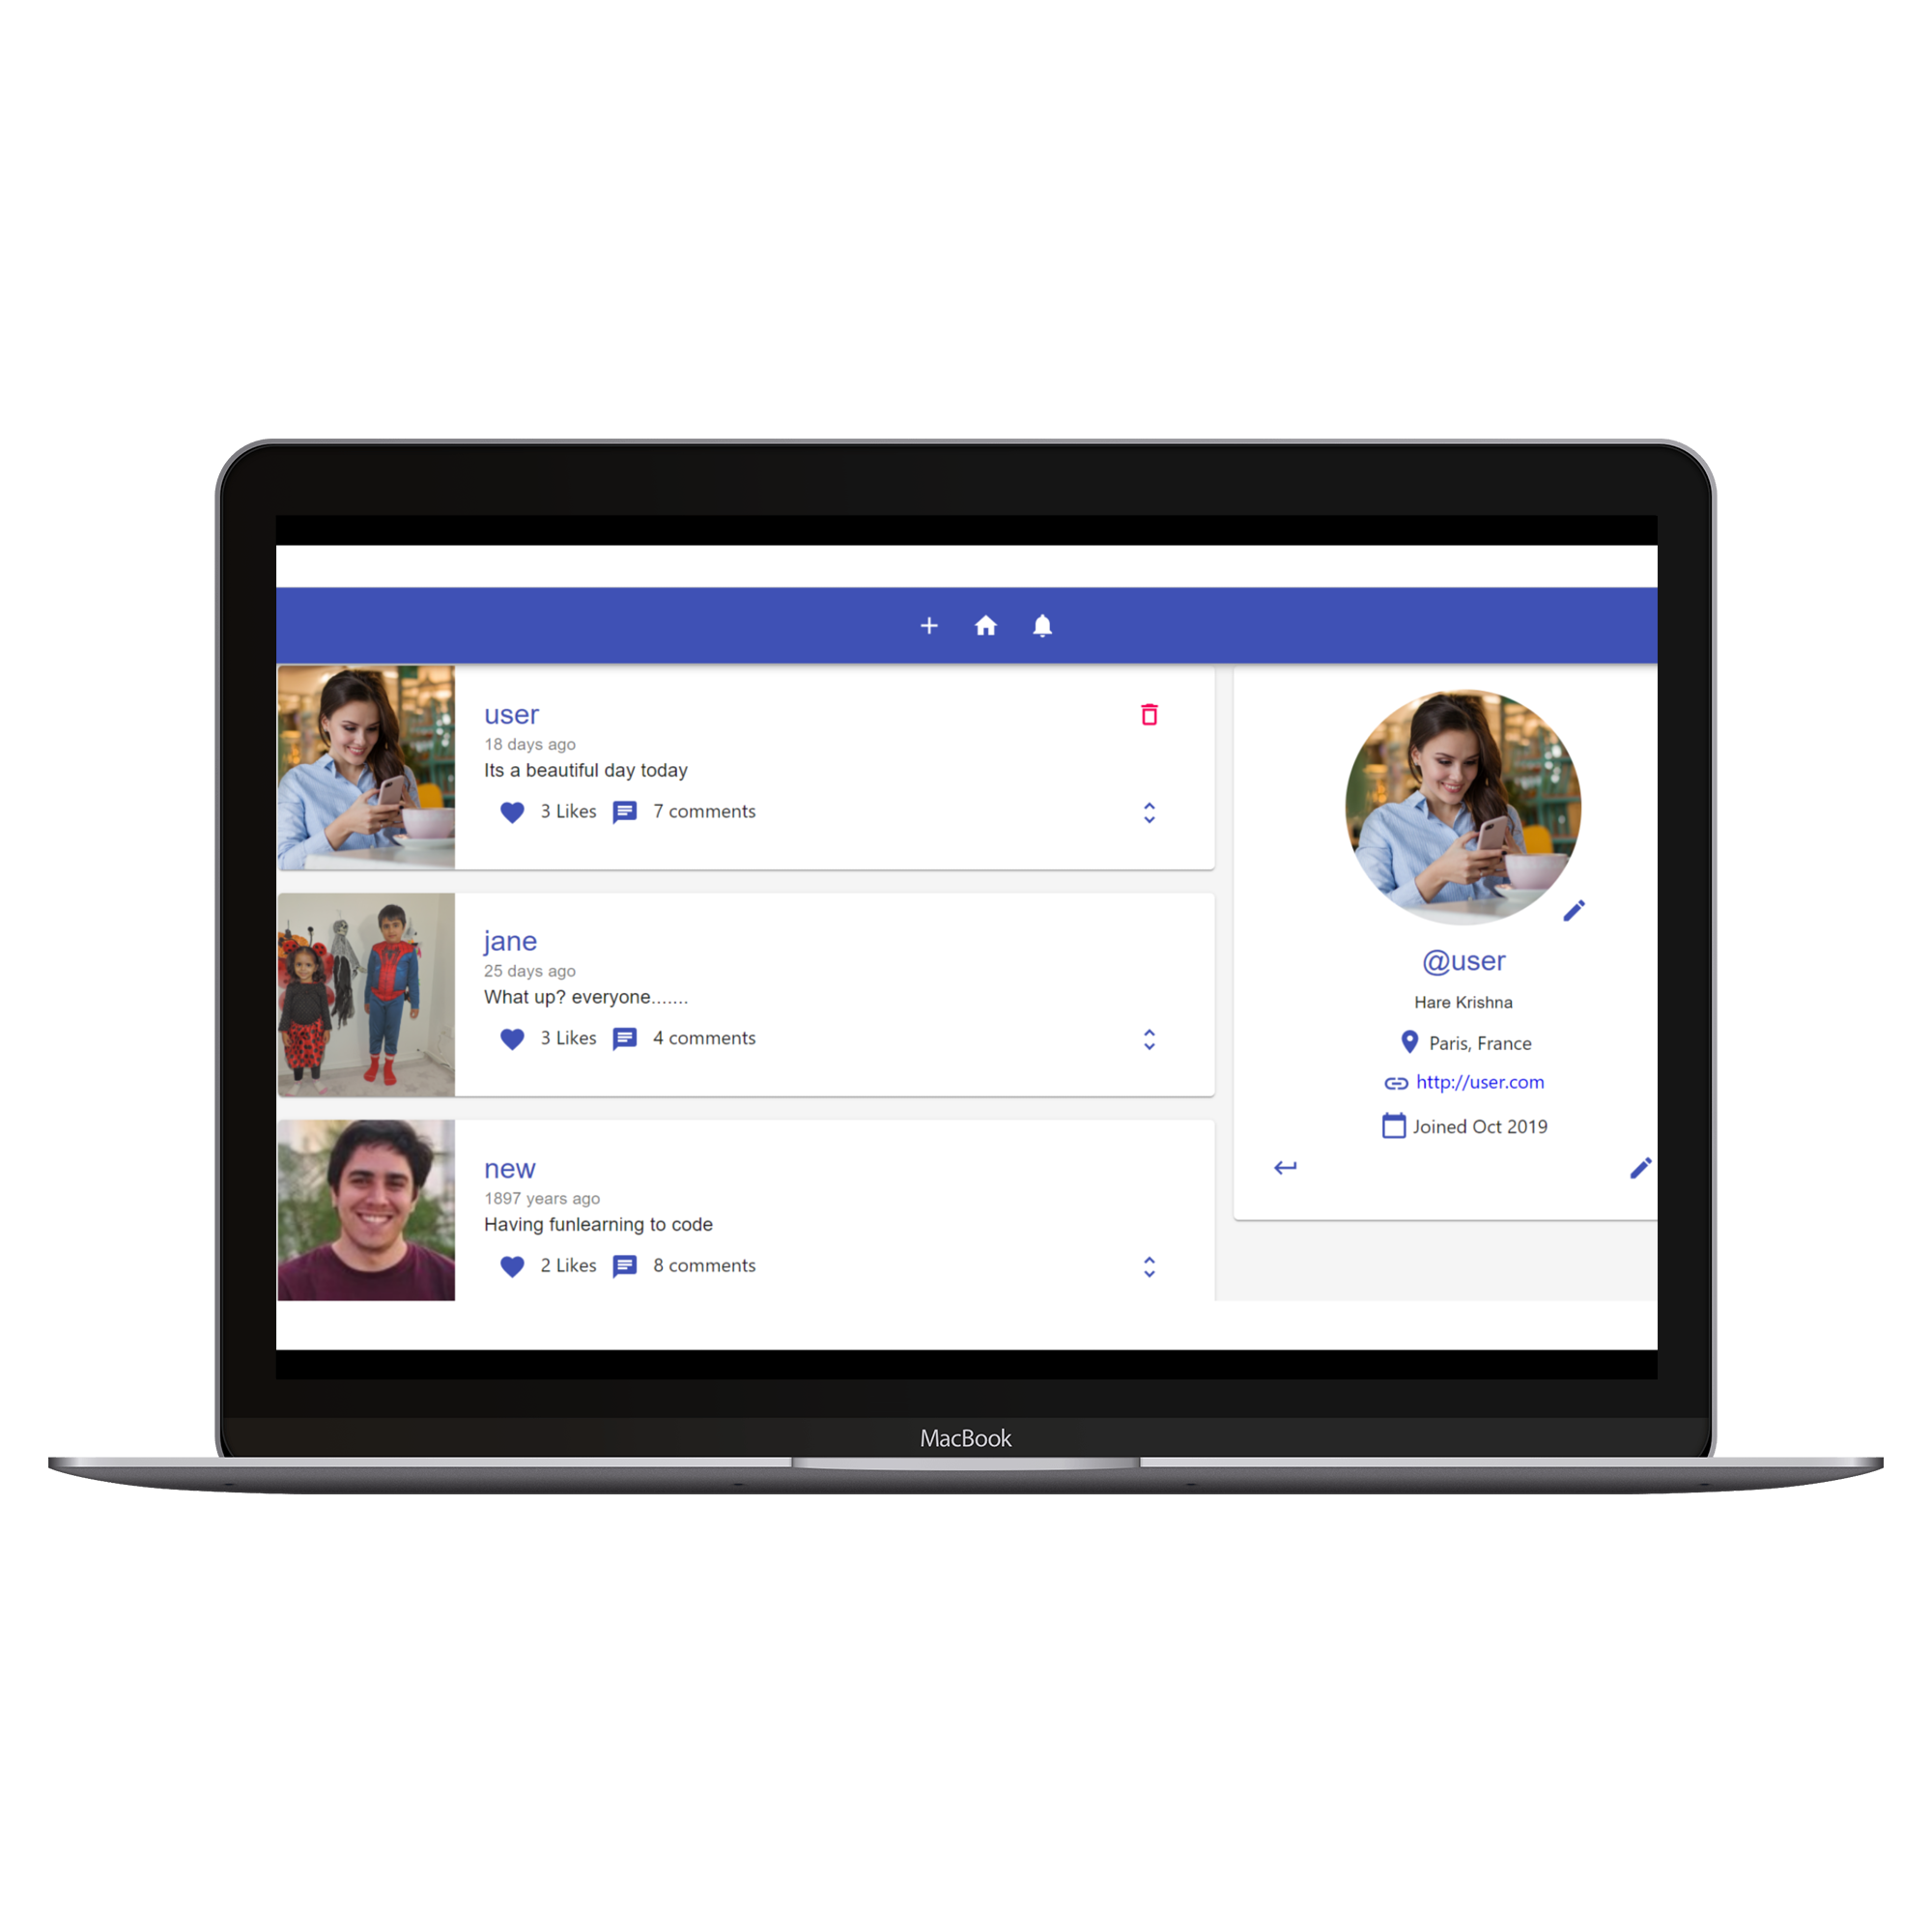 user
18 days ago
Its a beautiful day today
3 Likes 7 comments
jane
25 days ago
What up? everyone.......
3 Likes 4 comments
new
1897 years ago
Having funlearning to code
2 Likes 8 comments
@user
Hare Krishna
Paris, France
http://user.com
Joined Oct 2019
MacBook